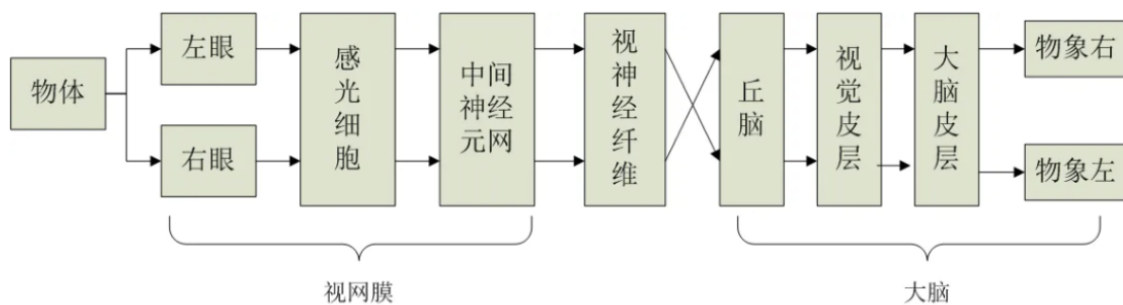 物体
左眼
右眼
感光细胞
中间
神经
元网
视神经纤维
丘脑
视觉皮层
大脑皮层
物象右
物象左
视网膜
大脑